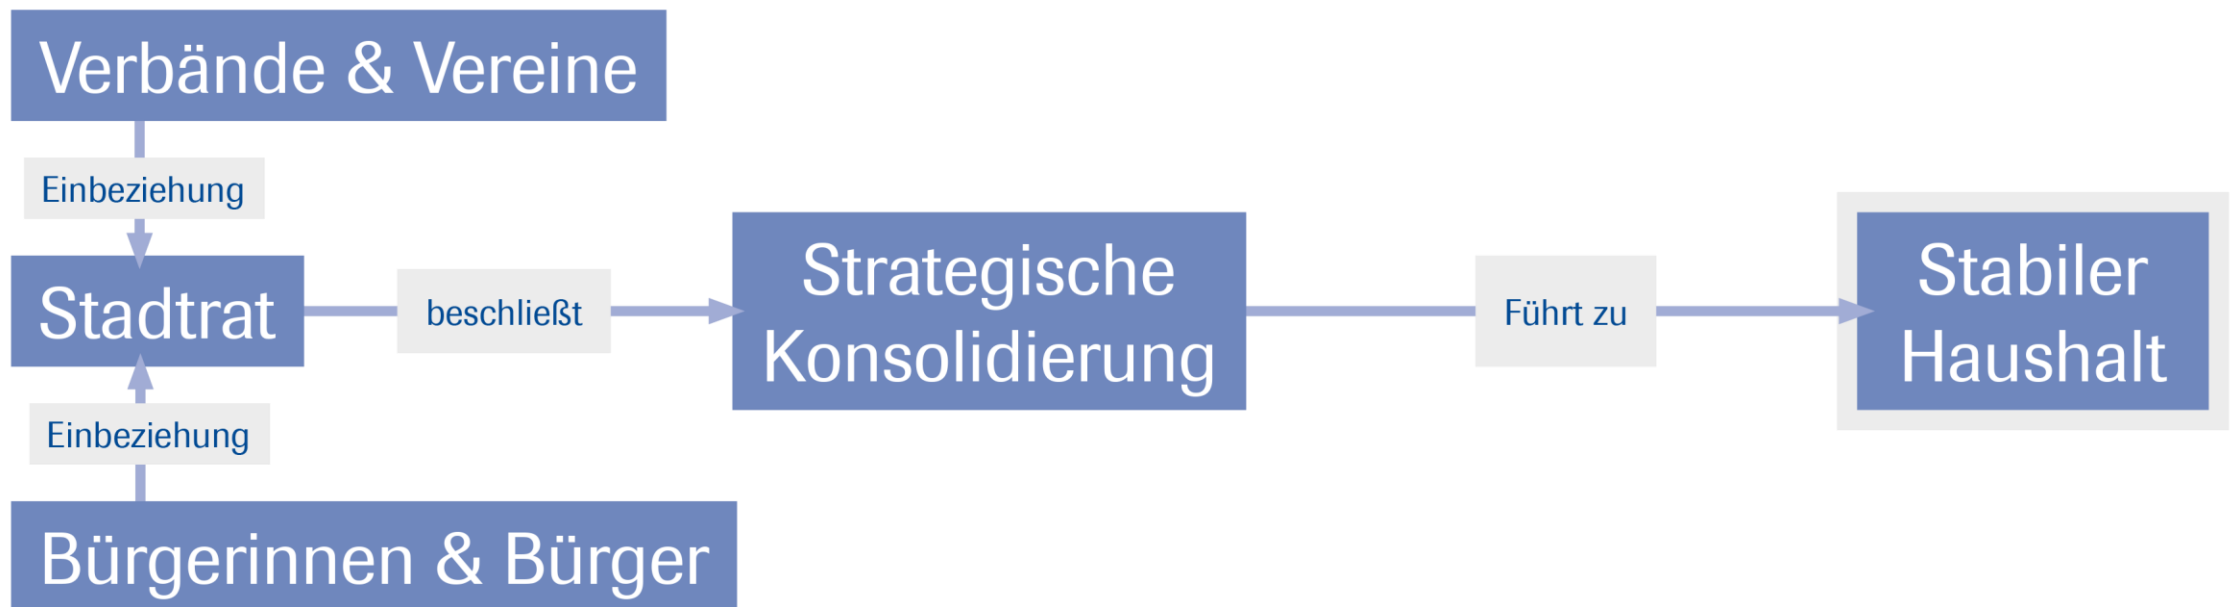 Verbände & Vereine
Einbeziehung
Stadtrat
beschließt
Strategische
Konsolidierung
Führt zu
Stabiler
Haushalt
Einbeziehung
Bürgerinnen & Bürger